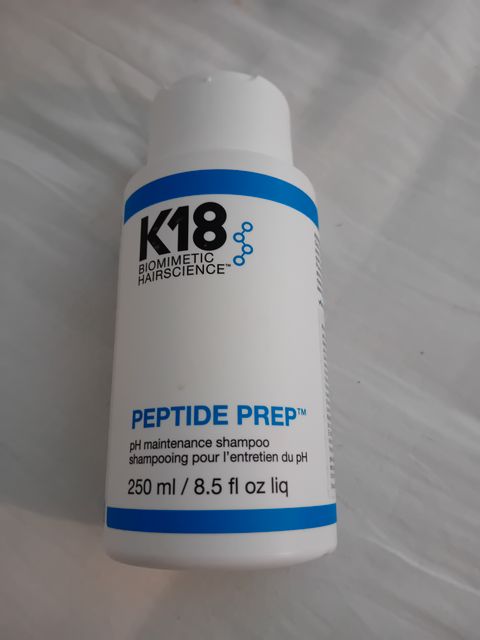 K18
BIOMIMETIC
HAIRSCIENCE™
PEPTIDE PREP™
pH maintenance shampoo
shampooing pour l'entretien du pH
250 ml / 8.5 fl oz liq